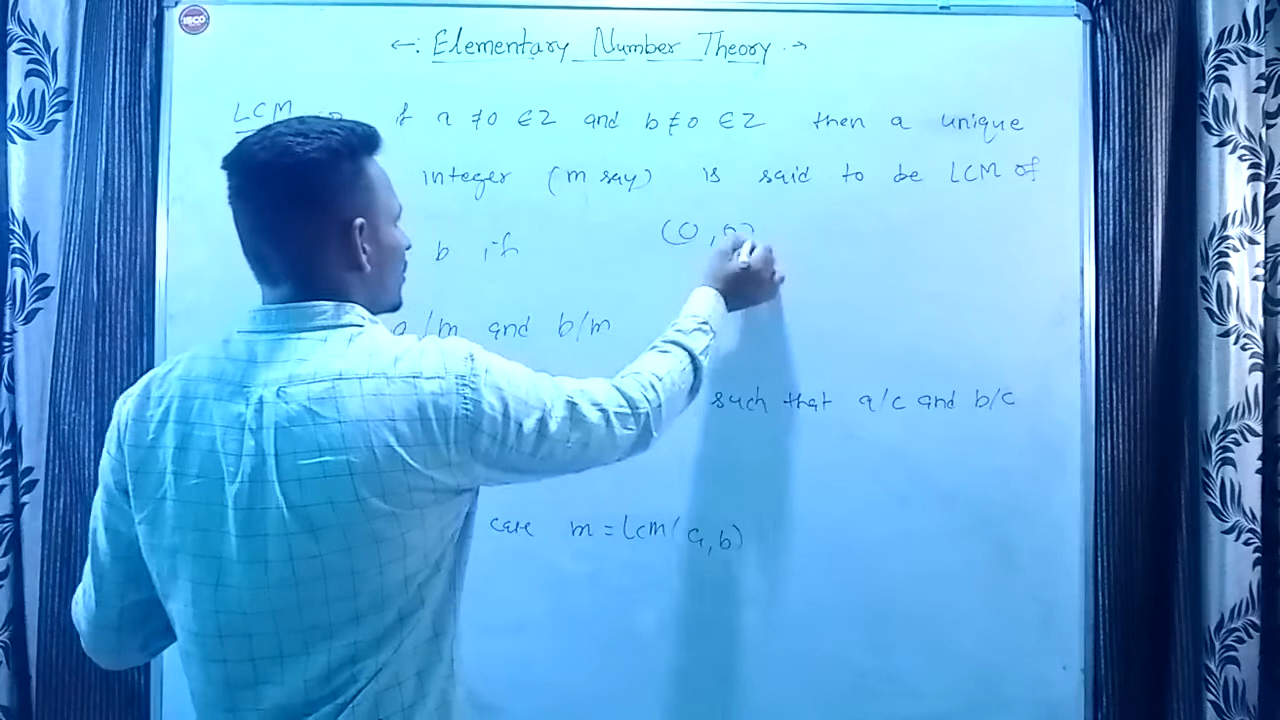 ←: Elementary Number Theory :→
LCM if a ≠0 ∈Z and b≠0 ∈Z then a unique
integer (m say) is said to be LCM of
b if (0,
a/m and b/m
such that a/c and b/c
case m = LCM(a,b)